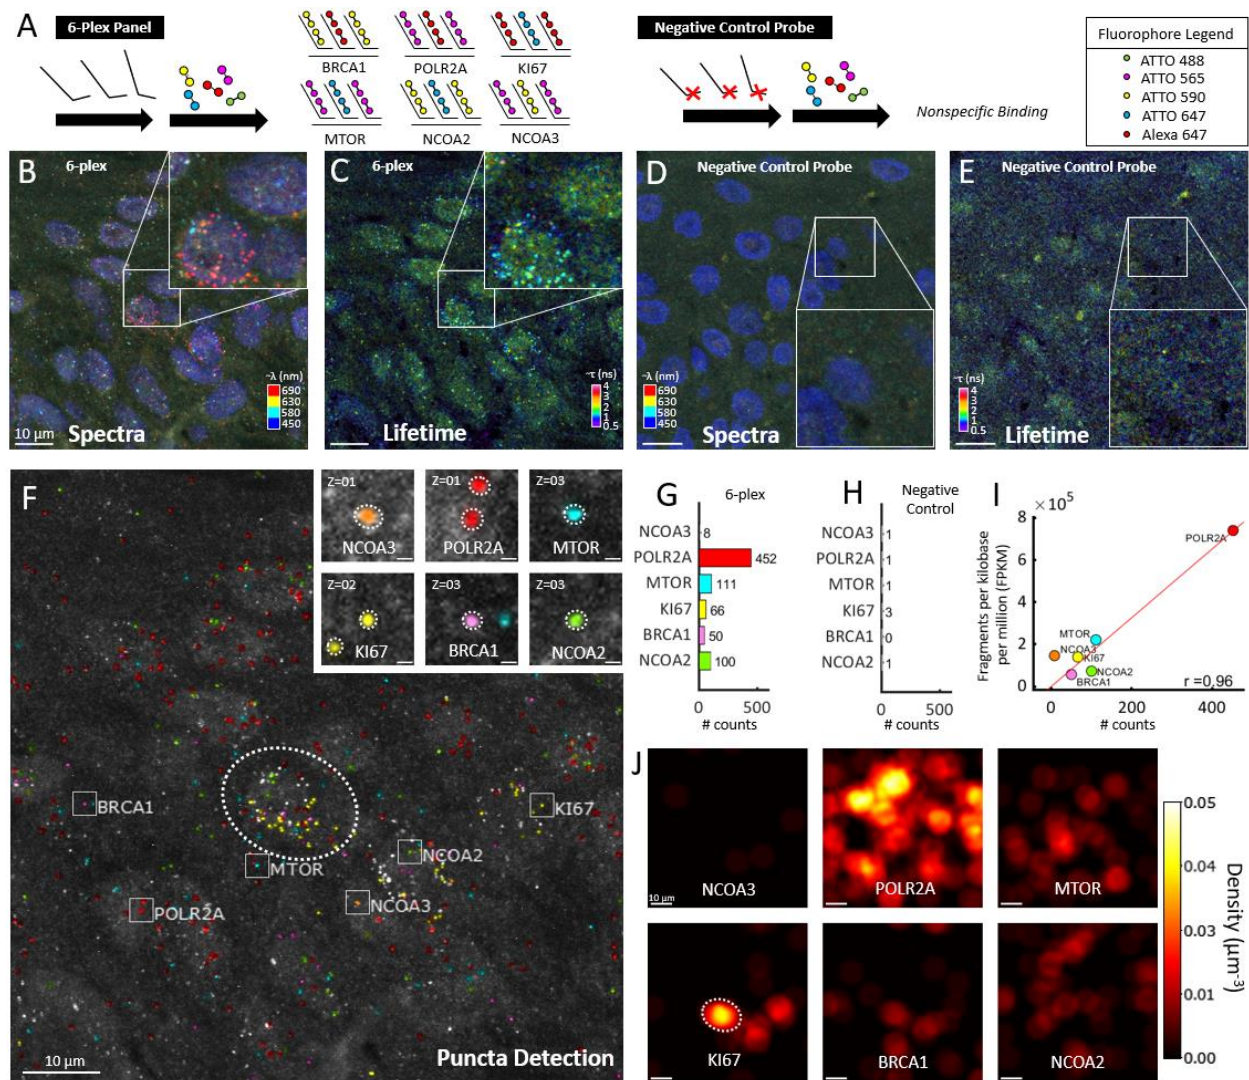 A
6-Plex Panel
BRCA1
POLR2A
KI67
MTOR
NCOA2
NCOA3
Negative Control Probe
Nonspecific Binding
Fluorophore Legend
ATTO 488
ATTO 565
ATTO 590
ATTO 647
Alexa 647
B
6-plex
~λ (nm)
690
630
580
450
10 μm
Spectra
C
6-plex
~τ (ns)
4
3
2
1
0.5
Lifetime
D
Negative Control Probe
~λ (nm)
690
630
580
450
Spectra
E
Negative Control Probe
~τ (ns)
4
3
2
1
0.5
Lifetime
F
Z=01
NCOA3
Z=01
POLR2A
Z=03
MTOR
Z=02
KI67
Z=03
BRCA1
Z=03
NCOA2
BRCA1
KI67
NCOA2
MTOR
NCOA3
POLR2A
10 μm
Puncta Detection
G
6-plex
NCOA3 8
POLR2A 452
MTOR 111
KI67 66
BRCA1 50
NCOA2 100
0 500
# counts
H
Negative
Control
NCOA3 1
POLR2A 1
MTOR 1
KI67 3
BRCA1 0
NCOA2 1
0 500
# counts
I
× 10⁵
Fragments per kilobase
per million (FPKM)
8
6
4
2
0
POLR2A
MTOR
NCOA3
KI67
NCOA2
BRCA1
r =0.96
0 200 400
# counts
J
10 μm
NCOA3
POLR2A
MTOR
KI67
BRCA1
NCOA2
0.05
0.04
0.03
0.01
0.00
Density (μm⁻³)